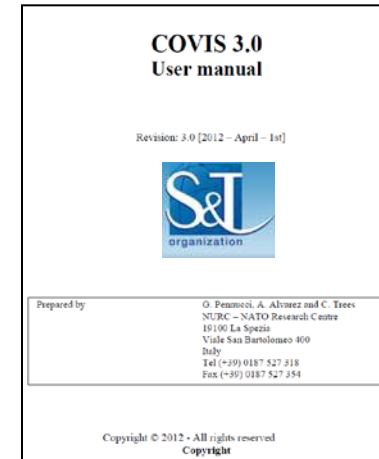 COVIS 3.0
User manual
Revision: 3.0 [2012 – April – 1st]
S&T
organization
Prepared by
G. Pennucci, A. Alvarez and C. Trees
NURC – NATO Research Centre
19100 La Spezia
Viale San Bartolomeo 400
Italy
Tel (+39) 0187 527 318
Fax (+39) 0187 527 354
Copyright © 2012 - All rights reserved
Copyright